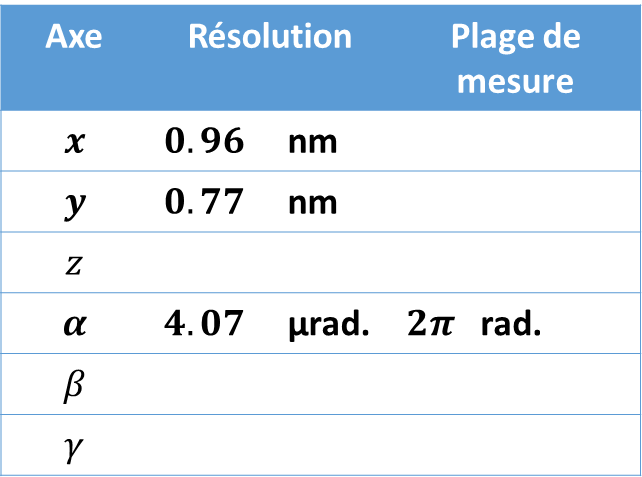 Axe Résolution Plage de
mesure
x 0.96 nm
y 0.77 nm
z
α 4.07 µrad. 2π rad.
β
γ